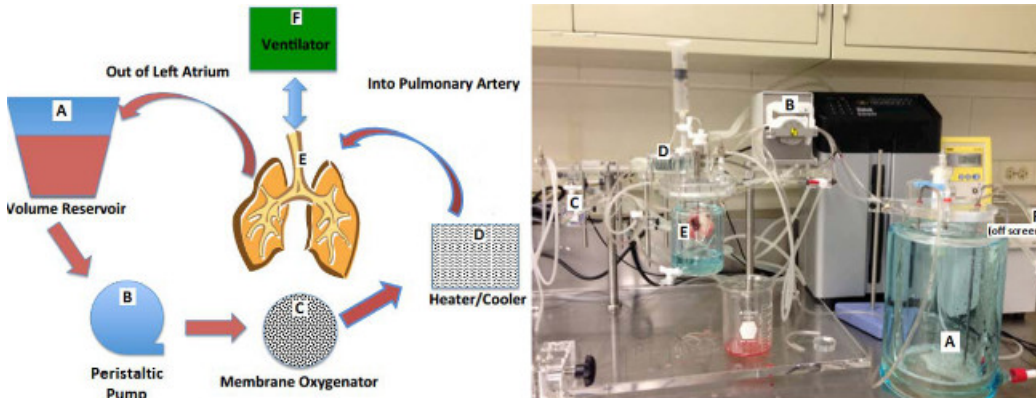 F
Ventilator
Out of Left Atrium
Into Pulmonary Artery
A
E
Volume Reservoir
D
Heater/Cooler
B
C
Peristaltic
Pump
Membrane Oxygenator
B
D
C
E
(off screen
A